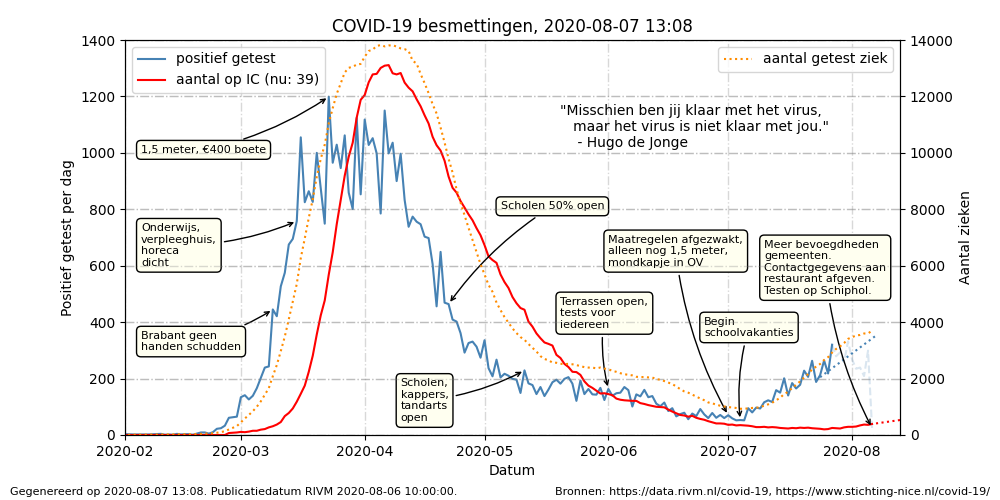 COVID-19 besmettingen, 2020-08-07 13:08
positief getest
aantal op IC (nu: 39)
aantal getest ziek
"Misschien ben jij klaar met het virus,
maar het virus is niet klaar met jou."
- Hugo de Jonge
1,5 meter, €400 boete
Onderwijs,
verpleeghuis,
horeca
dicht
Brabant geen
handen schudden
Scholen 50% open
Scholen,
kappers,
tandarts
open
Terrassen open,
tests voor
iedereen
Maatregelen afgezwakt,
alleen nog 1,5 meter,
mondkapje in OV
Begin
schoolvakanties
Meer bevoegdheden
gemeenten.
Contactgegevens aan
restaurant afgeven.
Testen op Schiphol.
Positief getest per dag
1400
1200
1000
800
600
400
200
0
Aantal zieken
14000
12000
10000
8000
6000
4000
2000
0
2020-02
2020-03
2020-04
2020-05
2020-06
2020-07
2020-08
Datum
Gegenereerd op 2020-08-07 13:08. Publicatiedatum RIVM 2020-08-06 10:00:00.
Bronnen: https://data.rivm.nl/covid-19, https://www.stichting-nice.nl/covid-19/